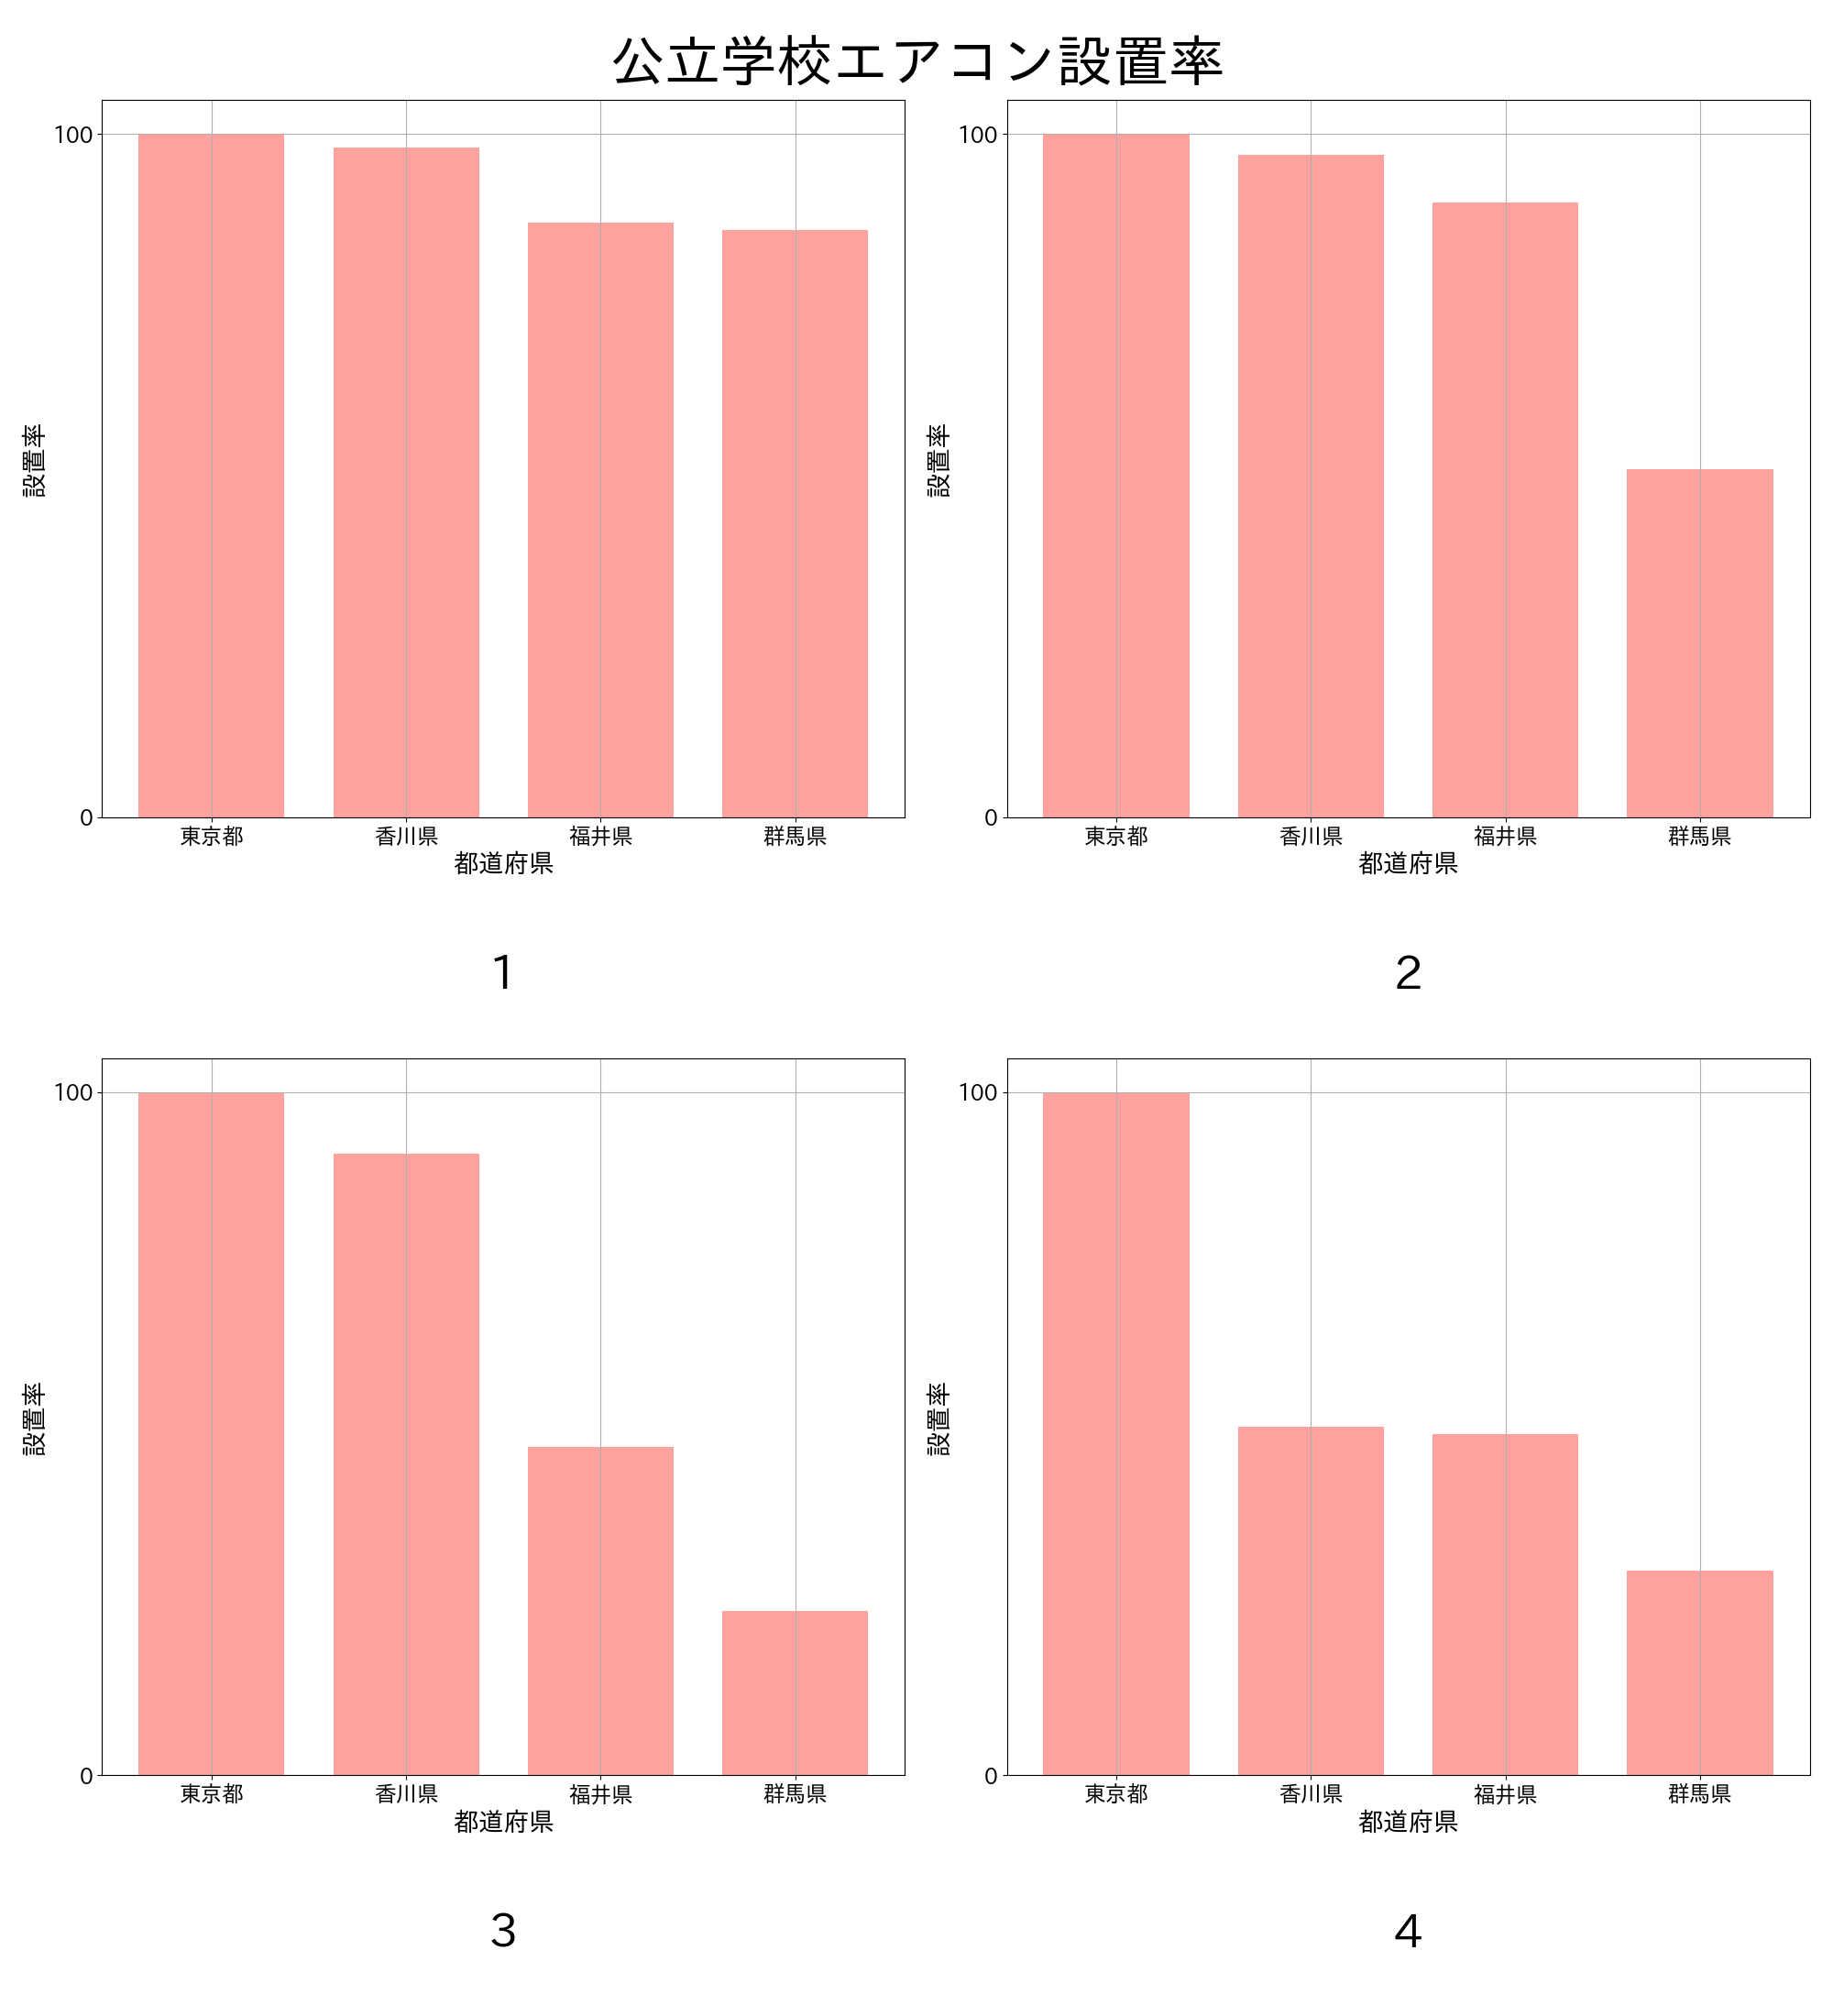 公立学校エアコン設置率
100
設置率
0
東京都 香川県 福井県 群馬県
都道府県
1
100
設置率
0
東京都 香川県 福井県 群馬県
都道府県
2
100
設置率
0
東京都 香川県 福井県 群馬県
都道府県
3
100
設置率
0
東京都 香川県 福井県 群馬県
都道府県
4